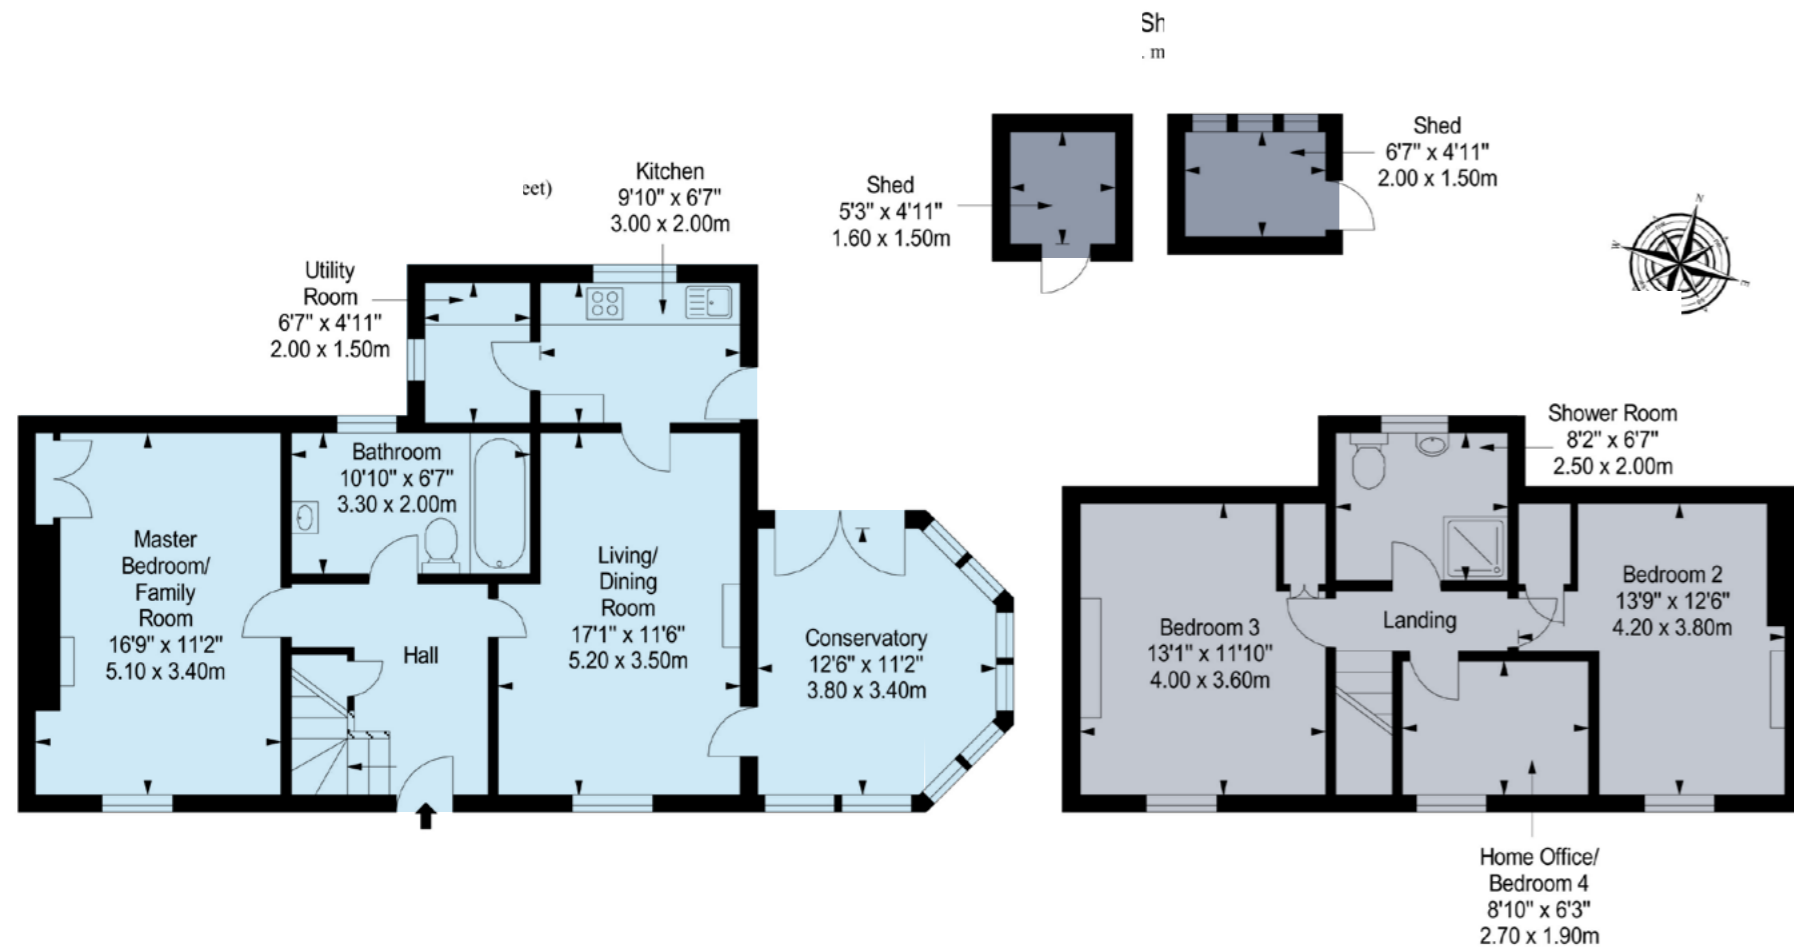 Sh
. m
Shed
6'7" x 4'11"
2.00 x 1.50m
Kitchen
9'10" x 6'7"
3.00 x 2.00m
eet)
Shed
5'3" x 4'11"
1.60 x 1.50m
N
W
E
Utility
Room
6'7" x 4'11"
2.00 x 1.50m
Shower Room
8'2" x 6'7"
2.50 x 2.00m
Bathroom
10'10" x 6'7"
3.30 x 2.00m
Master
Bedroom/
Family
Room
16'9" x 11'2"
5.10 x 3.40m
Living/
Dining
Room
17'1" x 11'6"
5.20 x 3.50m
Hall
Conservatory
12'6" x 11'2"
3.80 x 3.40m
Bedroom 3
13'1" x 11'10"
4.00 x 3.60m
Landing
Bedroom 2
13'9" x 12'6"
4.20 x 3.80m
Home Office/
Bedroom 4
8'10" x 6'3"
2.70 x 1.90m